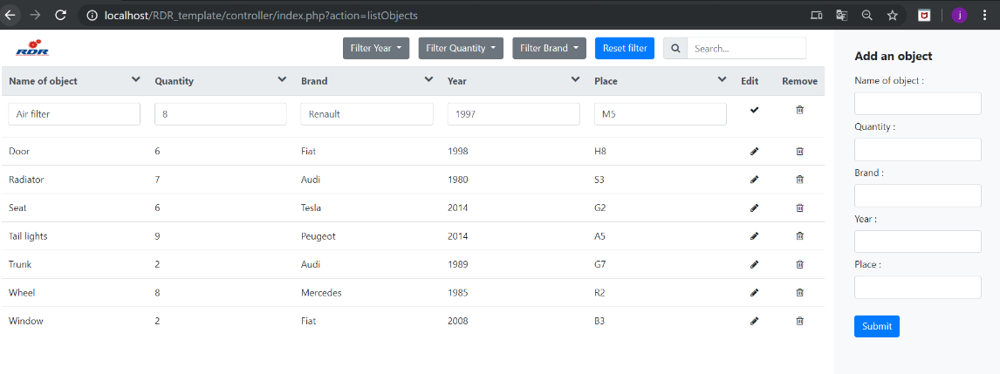 localhost/RDR_template/controller/index.php?action=listObjects
j
RDR
Filter Year Filter Quantity Filter Brand Reset filter Search...
Name of object Quantity Brand Year Place Edit Remove
Air filter 8 Renault 1997 M5
Door 6 Fiat 1998 H8
Radiator 7 Audi 1980 S3
Seat 6 Tesla 2014 G2
Tail lights 9 Peugeot 2014 A5
Trunk 2 Audi 1989 G7
Wheel 8 Mercedes 1985 R2
Window 2 Fiat 2008 B3
Add an object
Name of object :
Quantity :
Brand :
Year :
Place :
Submit